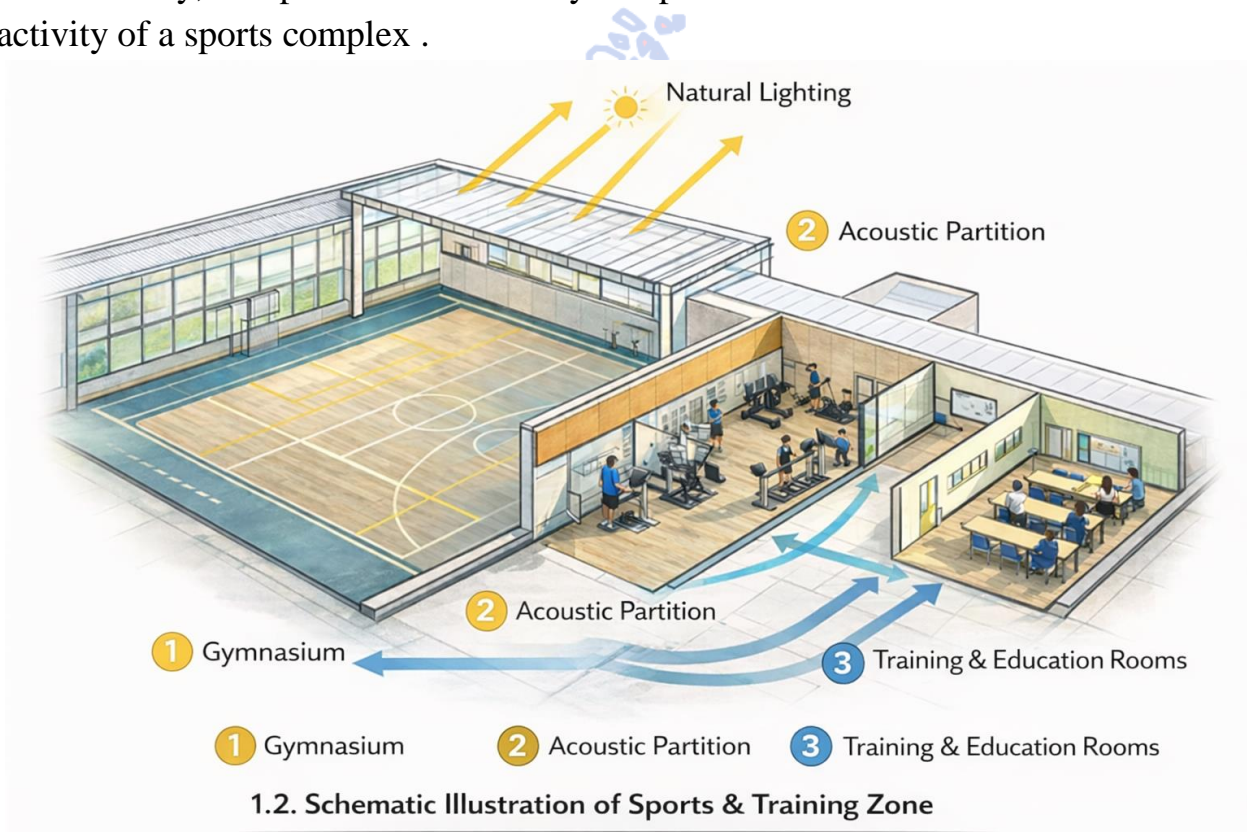 activity of a sports complex .
Natural Lighting
2 Acoustic Partition
2 Acoustic Partition
1 Gymnasium
3 Training & Education Rooms
1 Gymnasium 2 Acoustic Partition 3 Training & Education Rooms
1.2. Schematic Illustration of Sports & Training Zone